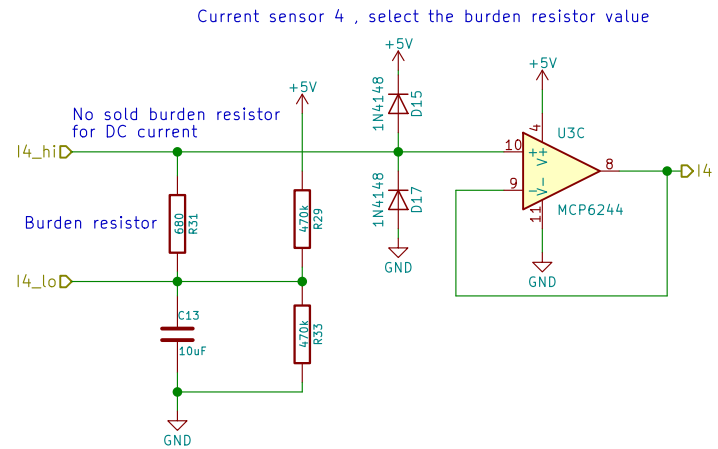 Current sensor 4 , select the burden resistor value
+5V
+5V
+5V
1N4148
D15
No sold burden resistor
for DC current
I4_hi
10
4
U3C
++
V+
8
I4
9
-
V-
11
MCP6244
1N4148
D17
Burden resistor
680
R31
470k
R29
GND
GND
I4_lo
C13
10uF
470k
R33
GND